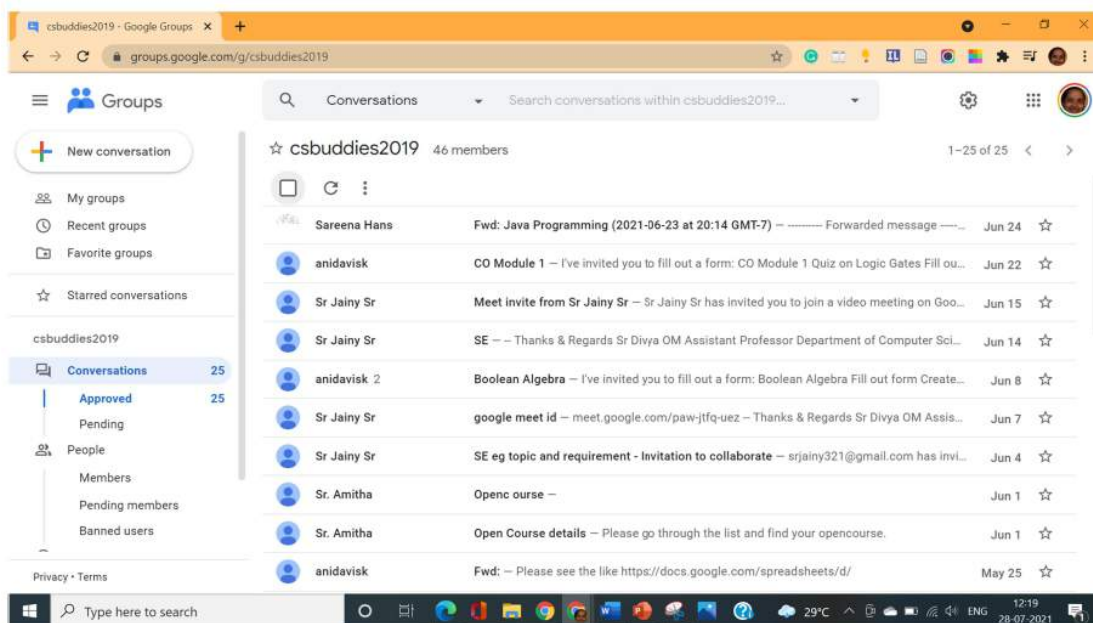 csbuddies2019 - Google Groups
groups.google.com/g/csbuddies2019
Groups
Conversations
Search conversations within csbuddies2019...
New conversation
csbuddies2019 46 members
1–25 of 25
My groups
Recent groups
Favorite groups
Starred conversations
csbuddies2019
Conversations 25
Approved 25
Pending
People
Members
Pending members
Banned users
Privacy • Terms
Sareena Hans Fwd: Java Programming (2021-06-23 at 20:14 GMT-7) — ---------- Forwarded message -----... Jun 24
anidavisk CO Module 1 — I've invited you to fill out a form: CO Module 1 Quiz on Logic Gates Fill ou... Jun 22
Sr Jainy Sr Meet invite from Sr Jainy Sr — Sr Jainy Sr has invited you to join a video meeting on Goo... Jun 15
Sr Jainy Sr SE — – Thanks & Regards Sr Divya OM Assistant Professor Department of Computer Sci... Jun 14
anidavisk 2 Boolean Algebra — I've invited you to fill out a form: Boolean Algebra Fill out form Create... Jun 8
Sr Jainy Sr google meet id — meet.google.com/paw-jtfq-uez – Thanks & Regards Sr Divya OM Assis... Jun 7
Sr Jainy Sr SE eg topic and requirement - Invitation to collaborate — srjainy321@gmail.com has invi... Jun 4
Sr. Amitha Openc ourse — Jun 1
Sr. Amitha Open Course details — Please go through the list and find your opencourse. Jun 1
anidavisk Fwd: — Please see the like https://docs.google.com/spreadsheets/d/ May 25
Type here to search
29°C ENG 12:19
28-07-2021